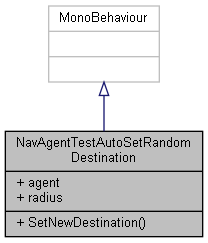 MonoBehaviour
NavAgentTestAutoSetRandom
Destination
+ agent
+ radius
+ SetNewDestination()